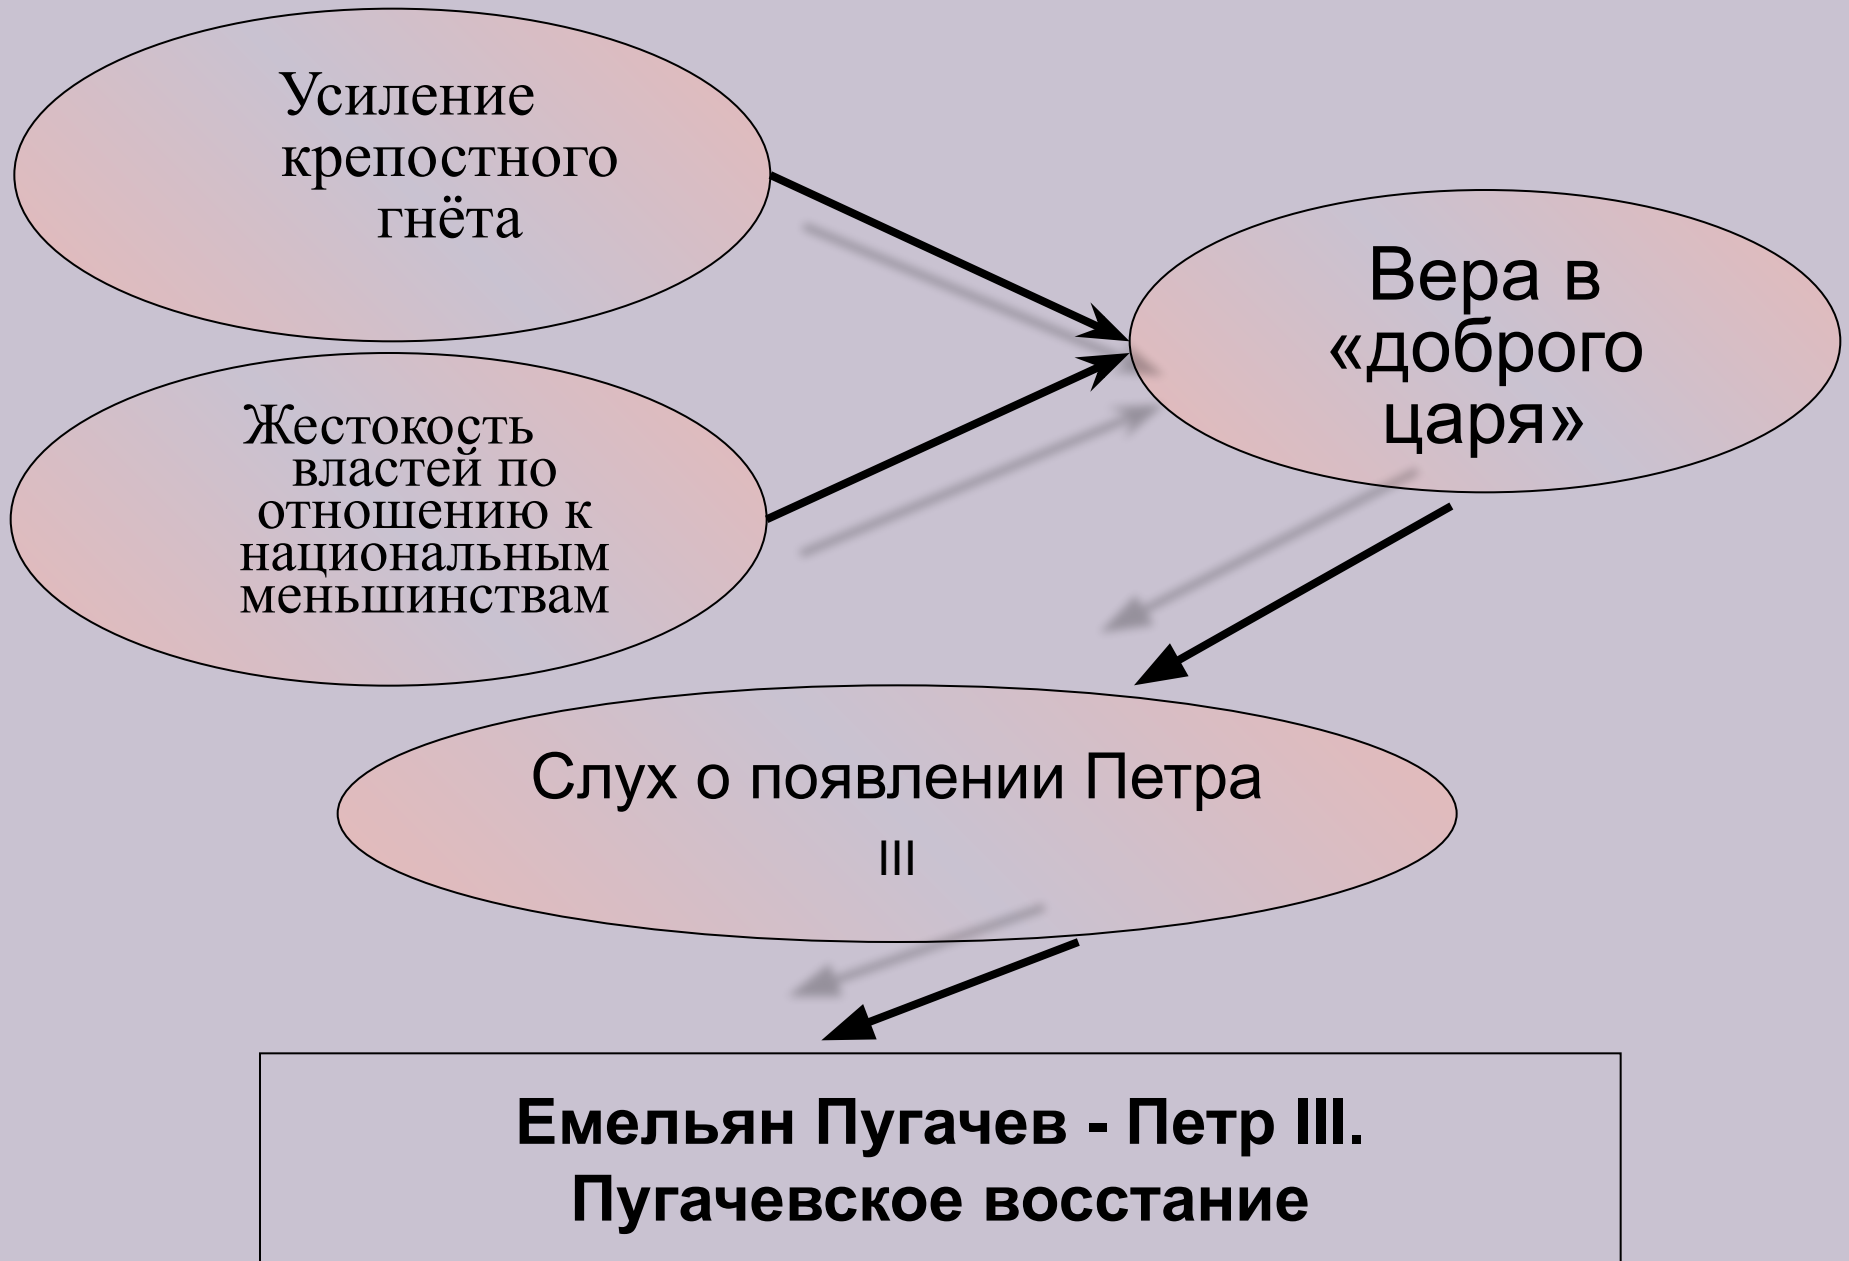 Усиление
крепостного
гнёта
Жестокость
властей по
отношению к
национальным
меньшинствам
Вера в
«доброго
царя»
Слух о появлении Петра
III
Емельян Пугачев - Петр III.
Пугачевское восстание